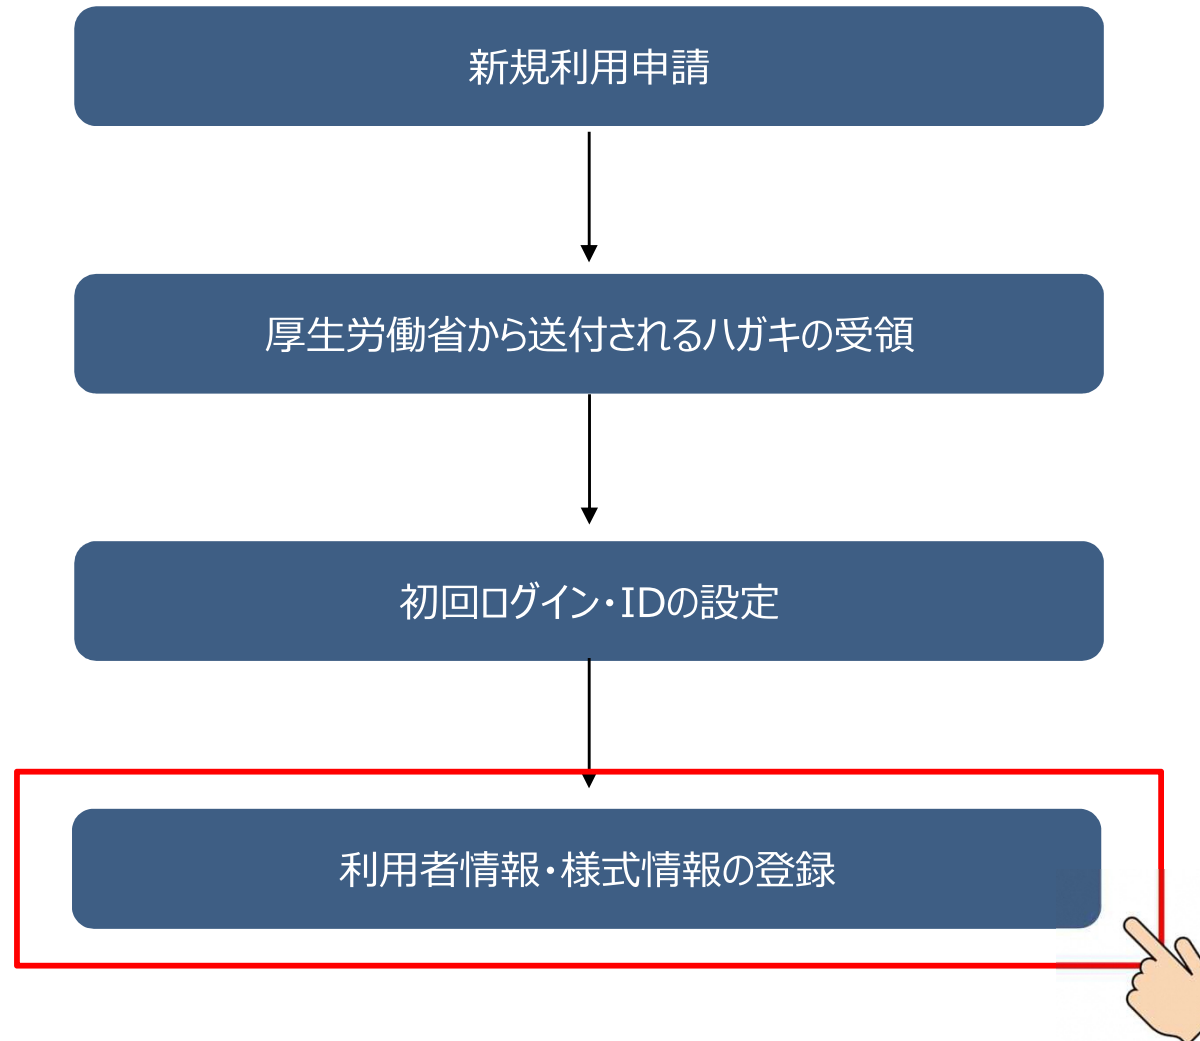 新規利用申請
厚生労働省から送付されるハガキの受領
初回ログイン・IDの設定
利用者情報・様式情報の登録